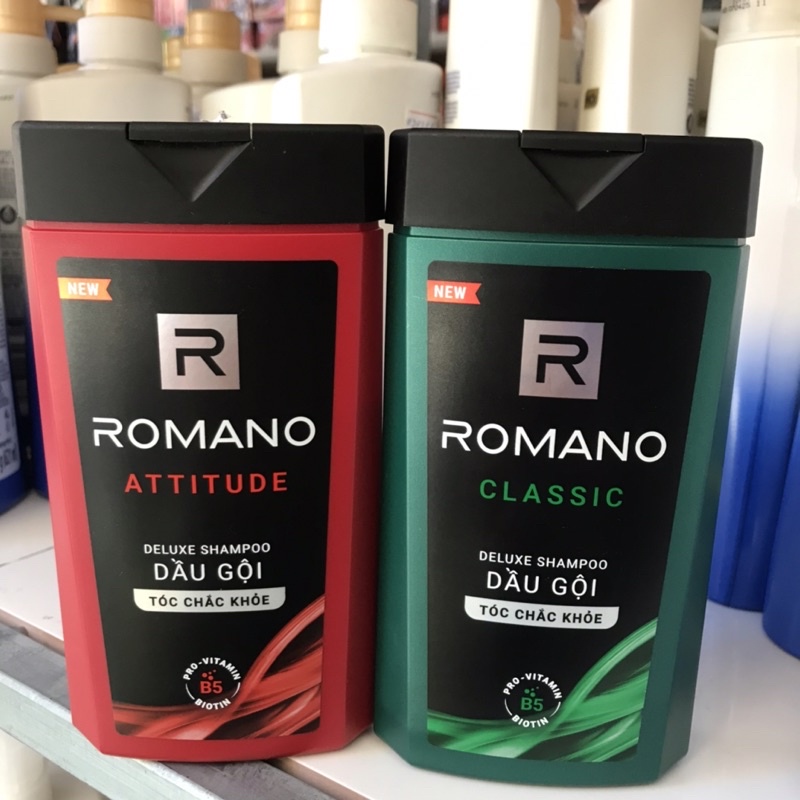 NEW
R
ROMANO
ATTITUDE
DELUXE SHAMPOO
DẦU GỘI
TÓC CHẮC KHỎE
PRO-VITAMIN
B5
BIOTIN
NEW
R
ROMANO
CLASSIC
DELUXE SHAMPOO
DẦU GỘI
TÓC CHẮC KHỎE
PRO-VITAMIN
B5
BIOTIN